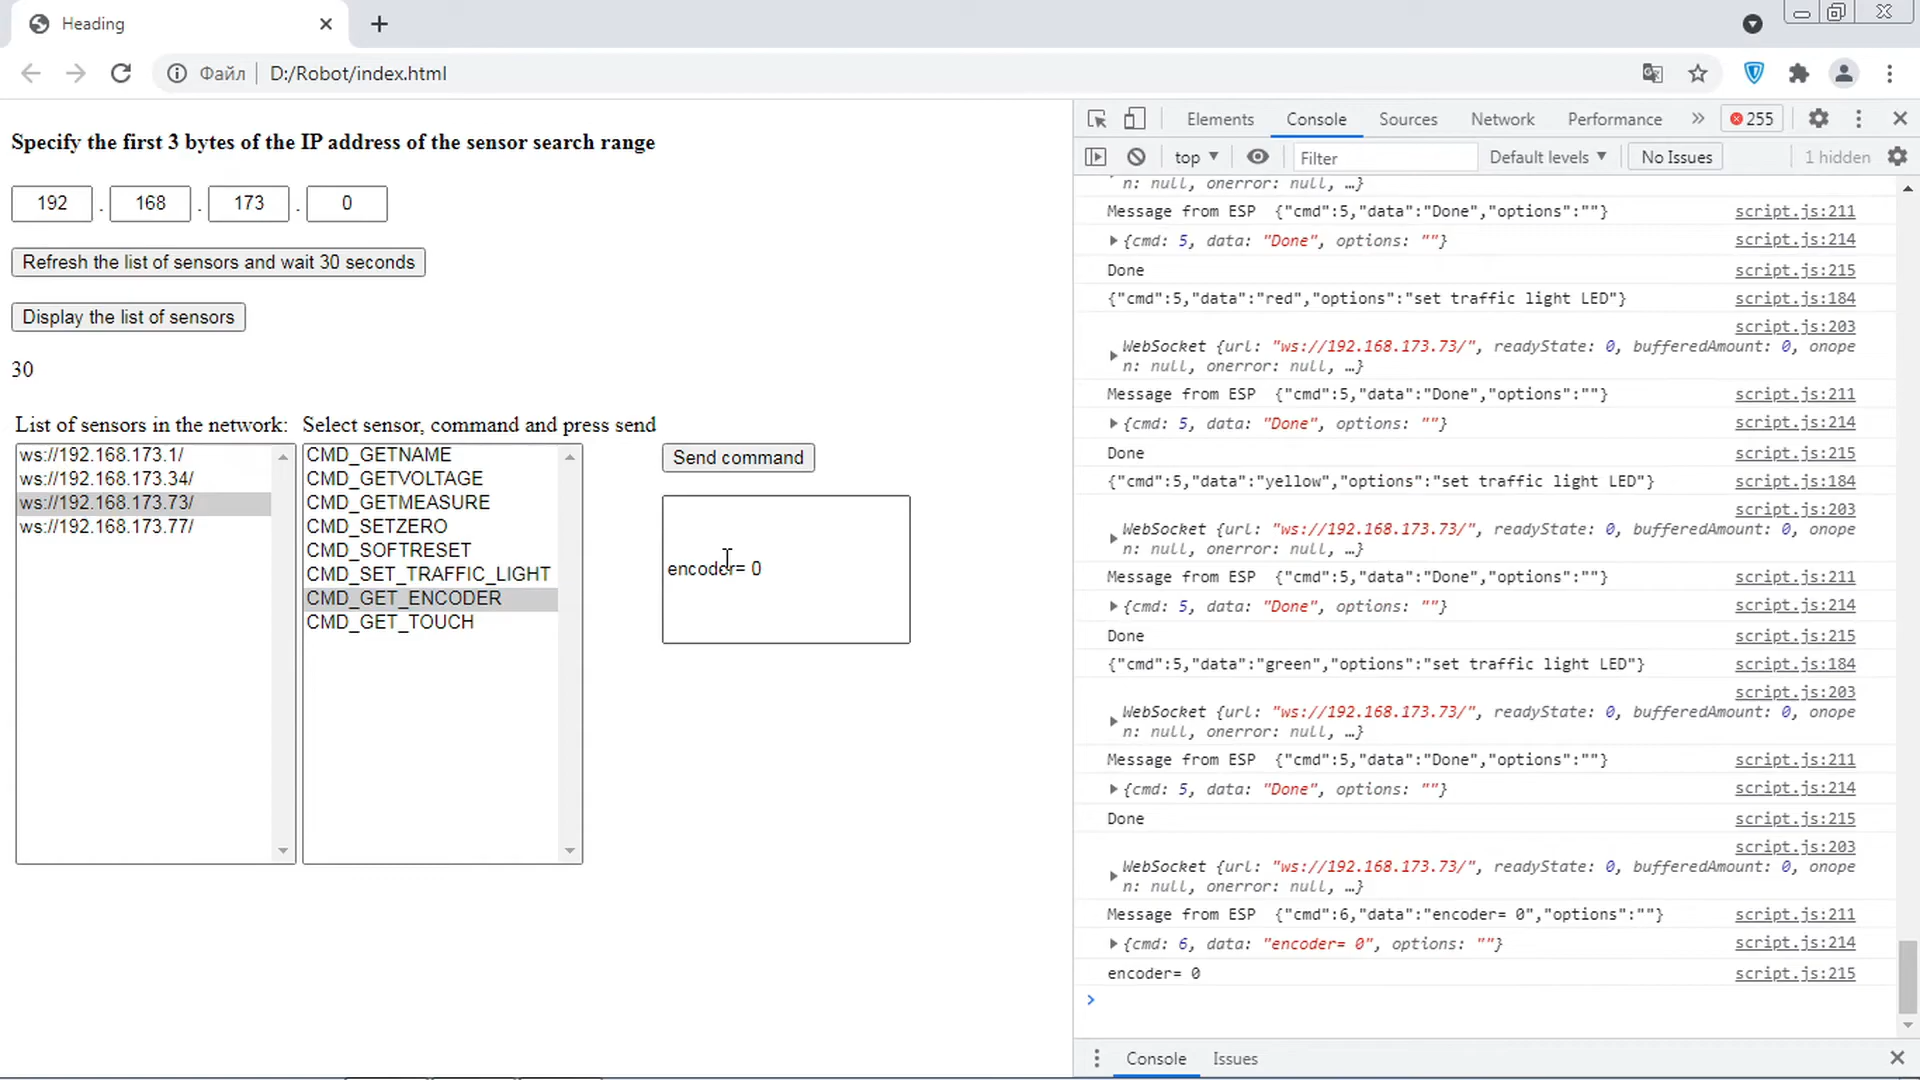 Heading
Файл
D:/Robot/index.html
Specify the first 3 bytes of the IP address of the sensor search range
192 . 168 . 173 . 0
Refresh the list of sensors and wait 30 seconds
Display the list of sensors
30
List of sensors in the network:
ws://192.168.173.1/
ws://192.168.173.34/
ws://192.168.173.73/
ws://192.168.173.77/
Select sensor, command and press send
CMD_GETNAME
CMD_GETVOLTAGE
CMD_GETMEASURE
CMD_SETZERO
CMD_SOFTRESET
CMD_SET_TRAFFIC_LIGHT
CMD_GET_ENCODER
CMD_GET_TOUCH
Send command
encoder= 0
Elements Console Sources Network Performance » 255
top Filter Default levels No Issues 1 hidden
n: null, onerror: null, …}
Message from ESP {"cmd":5,"data":"Done","options":""} script.js:211
{cmd: 5, data: "Done", options: ""} script.js:214
Done script.js:215
{"cmd":5,"data":"red","options":"set traffic light LED"} script.js:184
script.js:203
WebSocket {url: "ws://192.168.173.73/", readyState: 0, bufferedAmount: 0, onope
n: null, onerror: null, …}
Message from ESP {"cmd":5,"data":"Done","options":""} script.js:211
{cmd: 5, data: "Done", options: ""} script.js:214
Done script.js:215
{"cmd":5,"data":"yellow","options":"set traffic light LED"} script.js:184
script.js:203
WebSocket {url: "ws://192.168.173.73/", readyState: 0, bufferedAmount: 0, onope
n: null, onerror: null, …}
Message from ESP {"cmd":5,"data":"Done","options":""} script.js:211
{cmd: 5, data: "Done", options: ""} script.js:214
Done script.js:215
{"cmd":5,"data":"green","options":"set traffic light LED"} script.js:184
script.js:203
WebSocket {url: "ws://192.168.173.73/", readyState: 0, bufferedAmount: 0, onope
n: null, onerror: null, …}
Message from ESP {"cmd":5,"data":"Done","options":""} script.js:211
{cmd: 5, data: "Done", options: ""} script.js:214
Done script.js:215
script.js:203
WebSocket {url: "ws://192.168.173.73/", readyState: 0, bufferedAmount: 0, onope
n: null, onerror: null, …}
Message from ESP {"cmd":6,"data":"encoder= 0","options":""} script.js:211
{cmd: 6, data: "encoder= 0", options: ""} script.js:214
encoder= 0 script.js:215
Console Issues